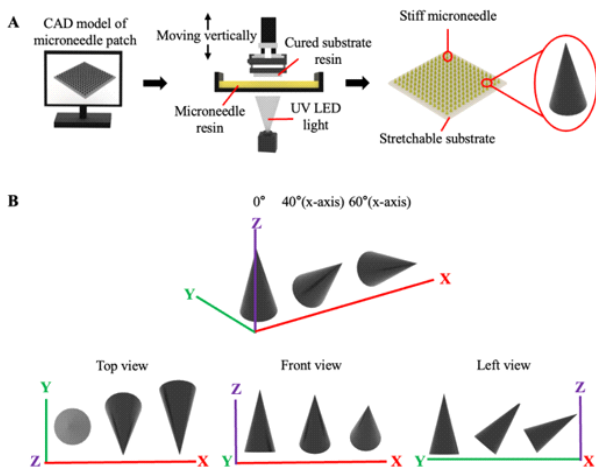 A
CAD model of
microneedle patch
Moving vertically
Cured substrate
resin
Microneedle
resin
UV LED
light
Stiff microneedle
Stretchable substrate
B
0° 40°(x-axis) 60°(x-axis)
Z
Y
X
Top view
Y
Z
X
Front view
Z
Y
X
Left view
Z
Y
X